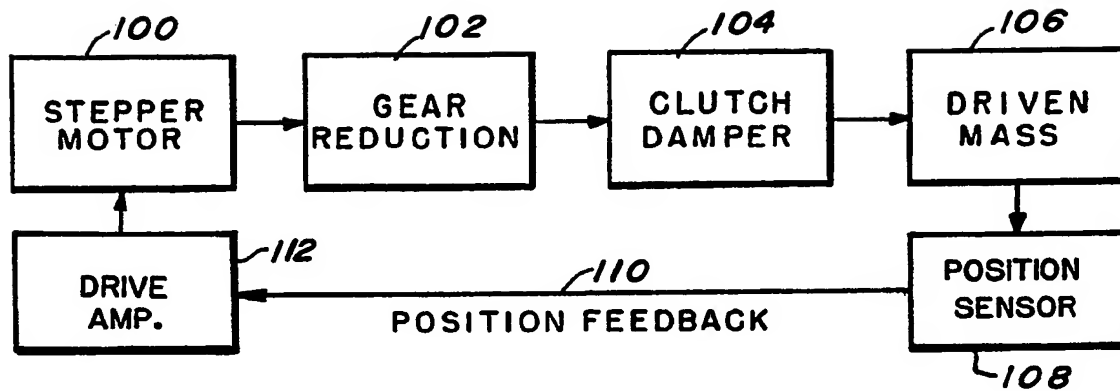 100
102
104
106
STEPPER
MOTOR
GEAR
REDUCTION
CLUTCH
DAMPER
DRIVEN
MASS
112
DRIVE
AMP.
110
POSITION FEEDBACK
POSITION
SENSOR
108